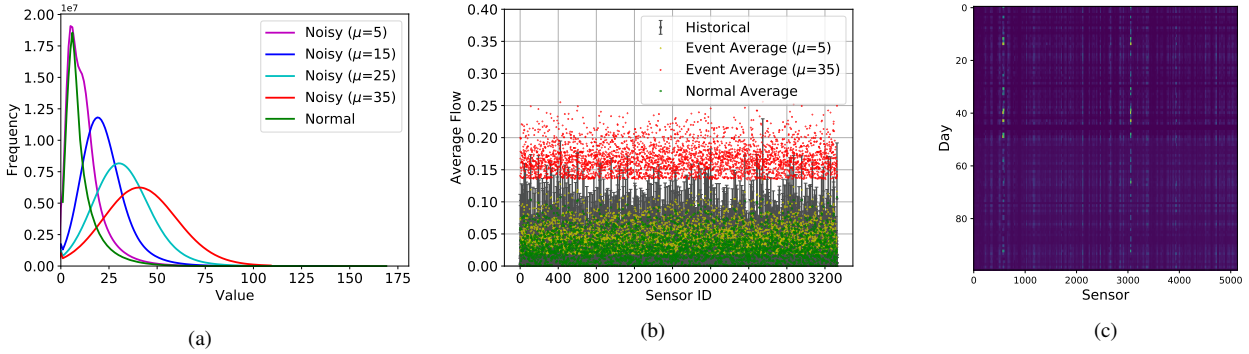 1e7
2.00
1.75
1.50
1.25
1.00
0.75
0.50
0.25
0.00
Frequency
0 25 50 75 100 125 150 175
Value
Noisy (μ=5)
Noisy (μ=15)
Noisy (μ=25)
Noisy (μ=35)
Normal
(a)
0.40
0.35
0.30
0.25
0.20
0.15
0.10
0.05
0.00
Average Flow
0 400 800 1200 1600 2000 2400 2800 3200
Sensor ID
Historical
Event Average (μ=5)
Event Average (μ=35)
Normal Average
(b)
0
20
40
60
80
Day
0 1000 2000 3000 4000 5000
Sensor
(c)